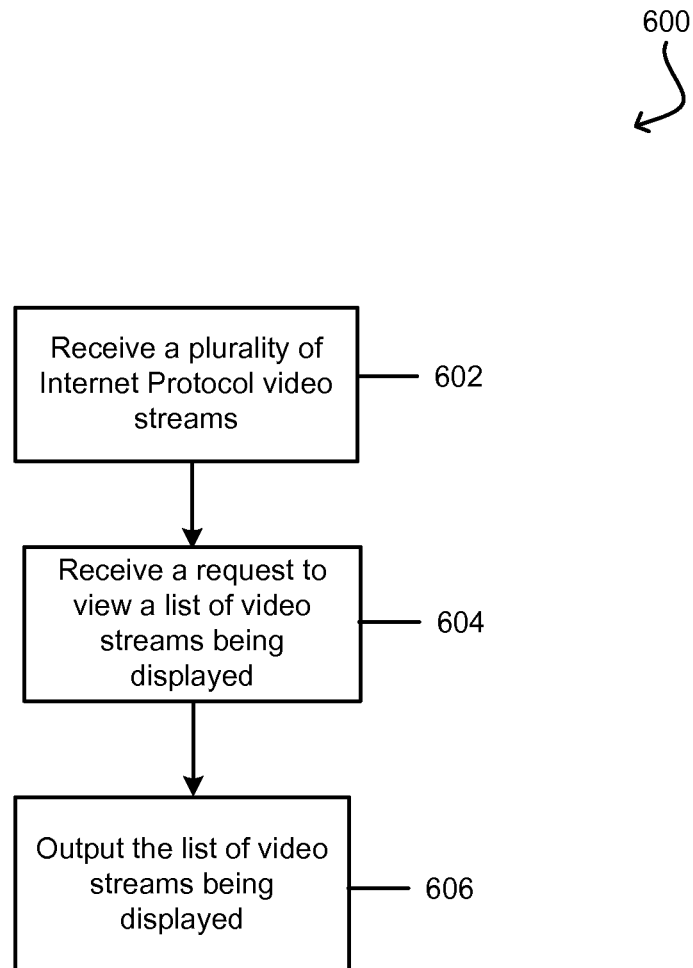 600
Receive a plurality of
Internet Protocol video
streams
602
Receive a request to
view a list of video
streams being
displayed
604
Output the list of video
streams being
displayed
606